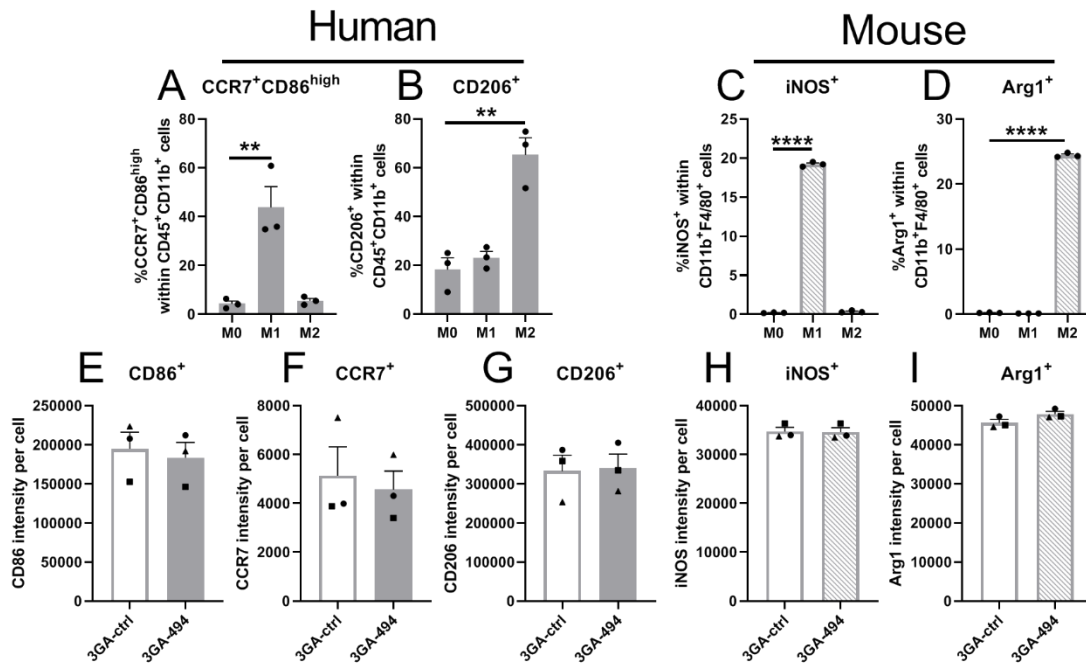 Human
Mouse
A
CCR7⁺CD86ʰⁱᵍʰ
%CCR7⁺CD86ʰⁱᵍʰ
within CD45⁺CD11b⁺ cells
80
60
40
20
0
**
M0 M1 M2
B
CD206⁺
%CD206⁺ within
CD45⁺CD11b⁺ cells
80
60
40
20
0
**
M0 M1 M2
C
iNOS⁺
%iNOS⁺ within
CD11b⁺F4/80⁺ cells
25
20
15
10
5
0
****
M0 M1 M2
D
Arg1⁺
%Arg1⁺ within
CD11b⁺F4/80⁺ cells
30
20
10
0
****
M0 M1 M2
E
CD86⁺
CD86 intensity per cell
250000
200000
150000
100000
50000
0
3GA-ctrl
3GA-494
F
CCR7⁺
CCR7 intensity per cell
8000
6000
4000
2000
0
3GA-ctrl
3GA-494
G
CD206⁺
CD206 intensity per cell
500000
400000
300000
200000
100000
0
3GA-ctrl
3GA-494
H
iNOS⁺
iNOS intensity per cell
40000
30000
20000
10000
0
3GA-ctrl
3GA-494
I
Arg1⁺
Arg1 intensity per cell
50000
40000
30000
20000
10000
0
3GA-ctrl
3GA-494